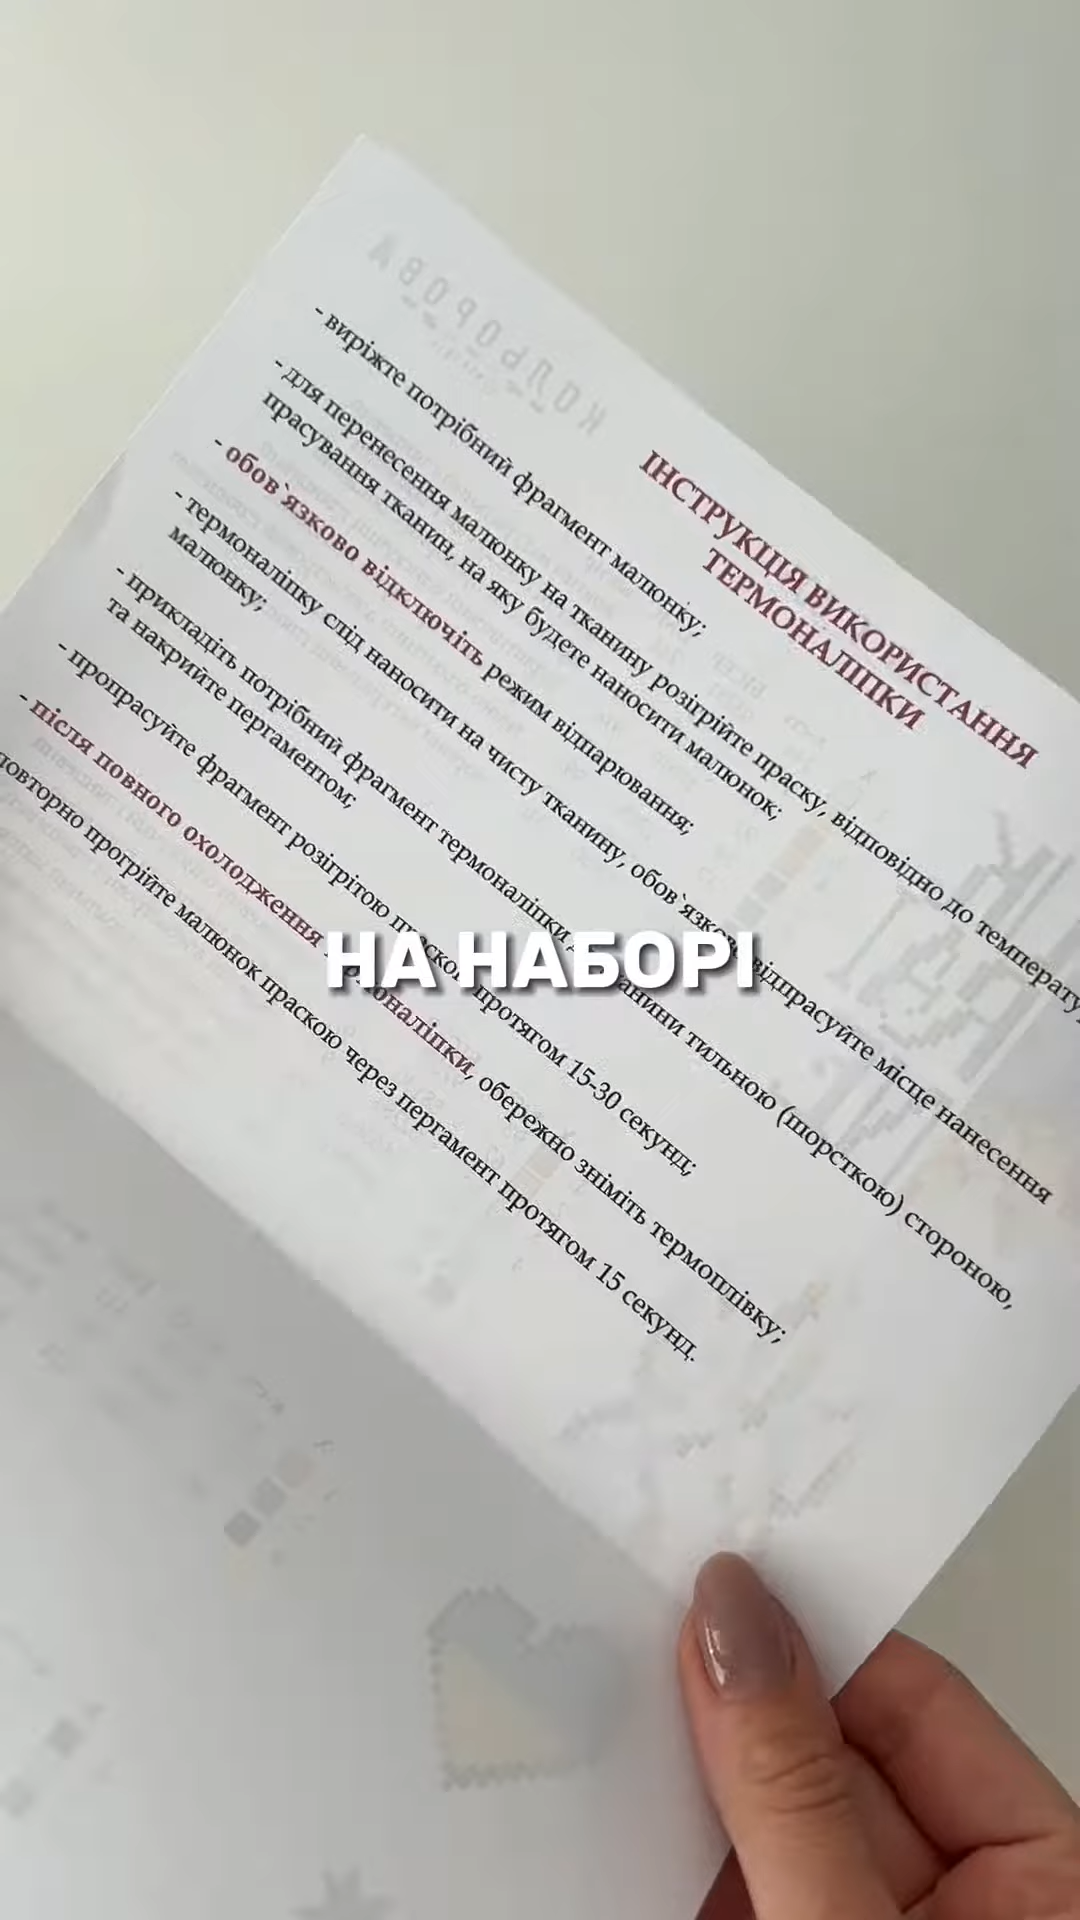 ІНСТРУКЦІЯ ВИКОРИСТАННЯ
ТЕРМОНАЛІПКИ
- виріжте потрібний фрагмент малюнку;
- для перенесення малюнку на тканину розігрійте праску, відповідно до температу
прасування тканин, на яку будете наносити малюнок;
- обов`язково відключіть режим відпарювання;
- термоналіпку слід наносити на чисту тканину, обов`язково відпрасуйте місце нанесення
малюнку;
- прикладіть потрібний фрагмент термоналіпки до тканини тильною (шорсткою) стороною,
та накрийте пергаментом;
- пропрасуйте фрагмент розігрітою праскою протягом 15-30 секунд;
- після повного охолодження термоналіпки, обережно зніміть термоплівку;
повторно прогрійте малюнок праскою через пергамент протягом 15 секунд.
НА НАБОРІ
КОЛЬОРОВА